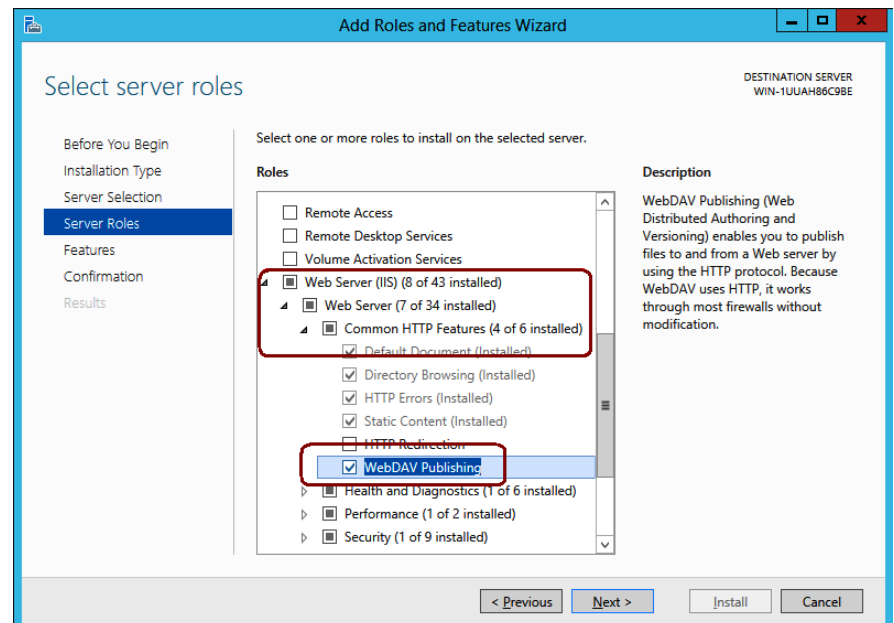 Add Roles and Features Wizard
Select server roles
DESTINATION SERVER
WIN-1UUAH86C9BE
Before You Begin
Installation Type
Server Selection
Server Roles
Features
Confirmation
Results
Select one or more roles to install on the selected server.
Roles
Remote Access
Remote Desktop Services
Volume Activation Services
Web Server (IIS) (8 of 43 installed)
Web Server (7 of 34 installed)
Common HTTP Features (4 of 6 installed)
Default Document (Installed)
Directory Browsing (Installed)
HTTP Errors (Installed)
Static Content (Installed)
HTTP Redirection
WebDAV Publishing
Health and Diagnostics (1 of 6 installed)
Performance (1 of 2 installed)
Security (1 of 9 installed)
Description
WebDAV Publishing (Web
Distributed Authoring and
Versioning) enables you to publish
files to and from a Web server by
using the HTTP protocol. Because
WebDAV uses HTTP, it works
through most firewalls without
modification.
< Previous
Next >
Install
Cancel